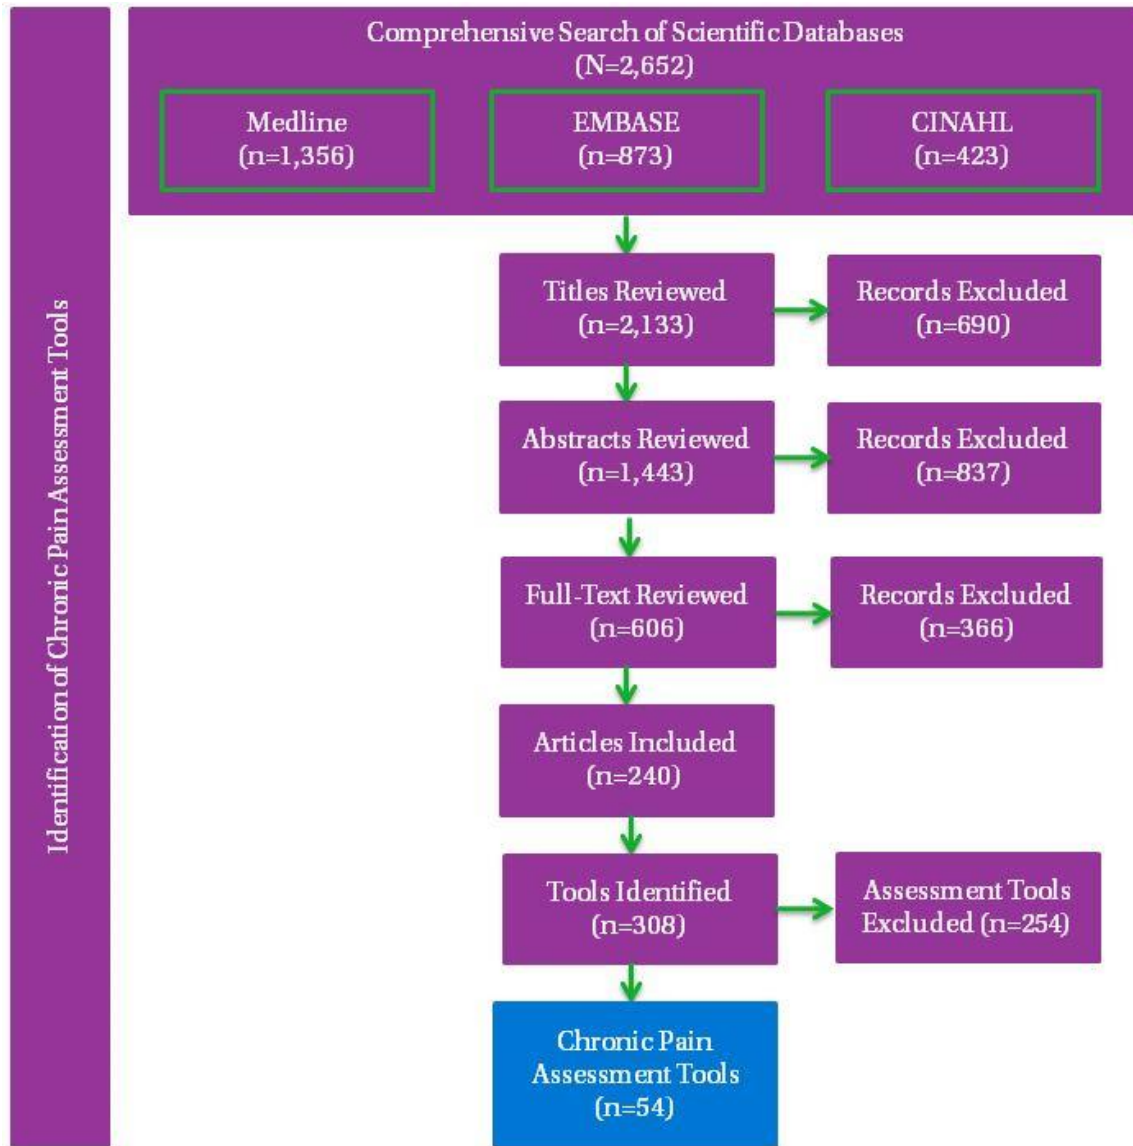 Identification of Chronic Pain Assessment Tools
Comprehensive Search of Scientific Databases
(N=2,652)
Medline
(n=1,356)
EMBASE
(n=873)
CINAHL
(n=423)
Titles Reviewed
(n=2,133)
Records Excluded
(n=690)
Abstracts Reviewed
(n=1,443)
Records Excluded
(n=837)
Full-Text Reviewed
(n=606)
Records Excluded
(n=366)
Articles Included
(n=240)
Tools Identified
(n=308)
Assessment Tools
Excluded (n=254)
Chronic Pain
Assessment Tools
(n=54)